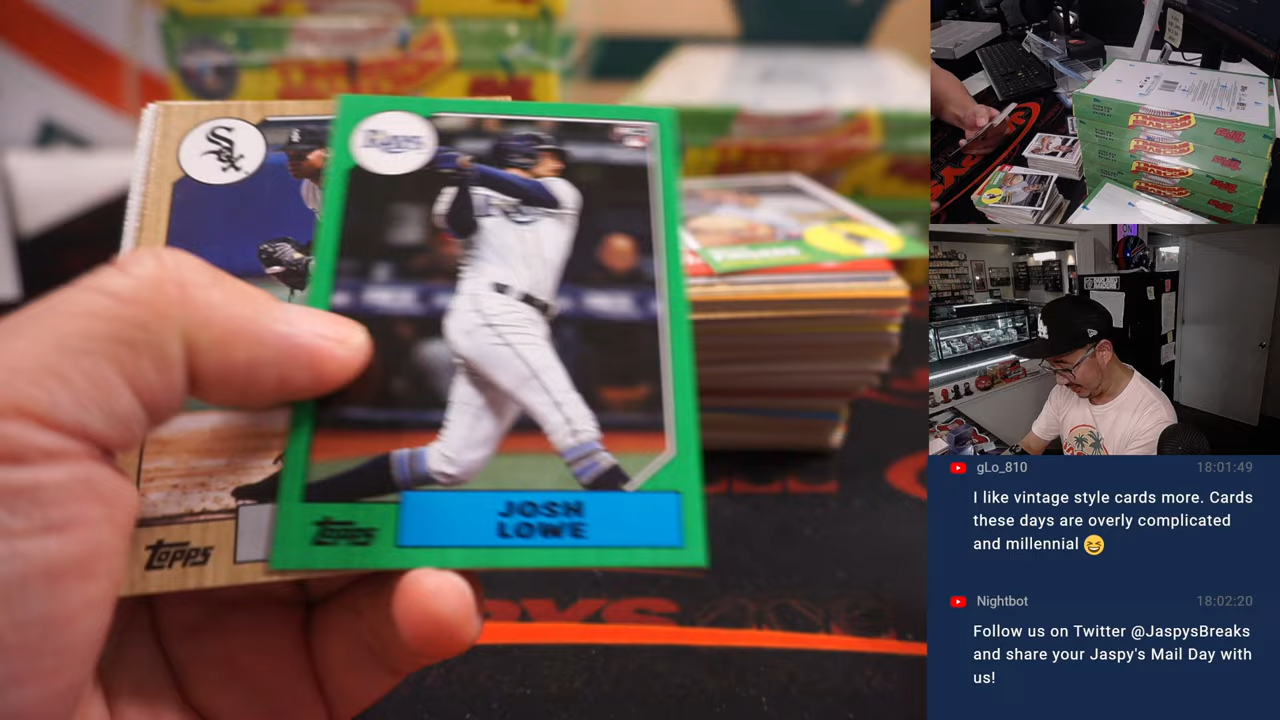 Sox
Rays
RC
JOSH
LOWE
Topps
Topps
gLo_810 18:01:49
I like vintage style cards more. Cards
these days are overly complicated
and millennial 😆
Nightbot 18:02:20
Follow us on Twitter @JaspysBreaks
and share your Jaspy's Mail Day with
us!